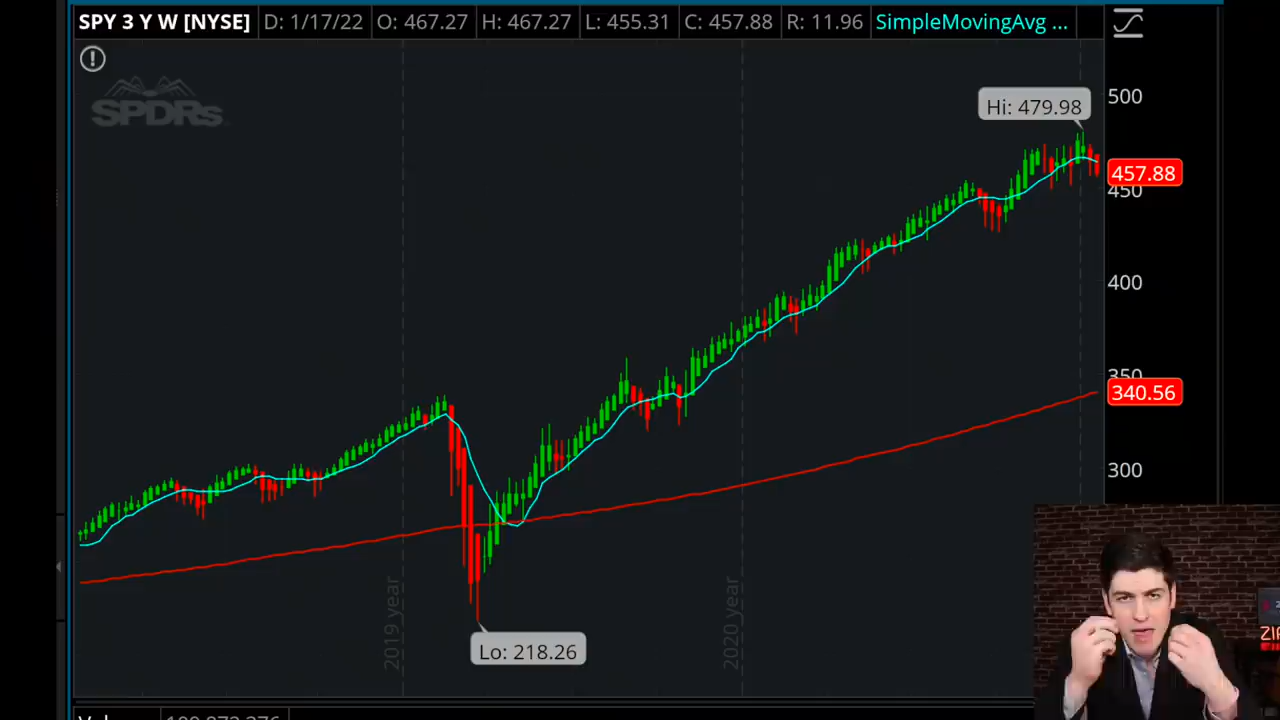 SPY 3 Y W [NYSE] D: 1/17/22 O: 467.27 H: 467.27 L: 455.31 C: 457.88 R: 11.96 SimpleMovingAvg ...
SPDRs
Hi: 479.98
500
457.88
450
400
350
340.56
300
Lo: 218.26
2019 year
2020 year